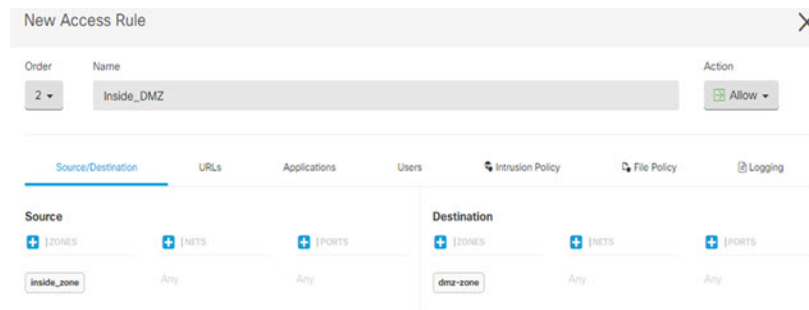 New Access Rule
Order Name Action
2 Inside_DMZ Allow
Source/Destination URLs Applications Users Intrusion Policy File Policy Logging
Source Destination
ZONES NETS PORTS ZONES NETS PORTS
inside_zone Any Any dmz-zone Any Any